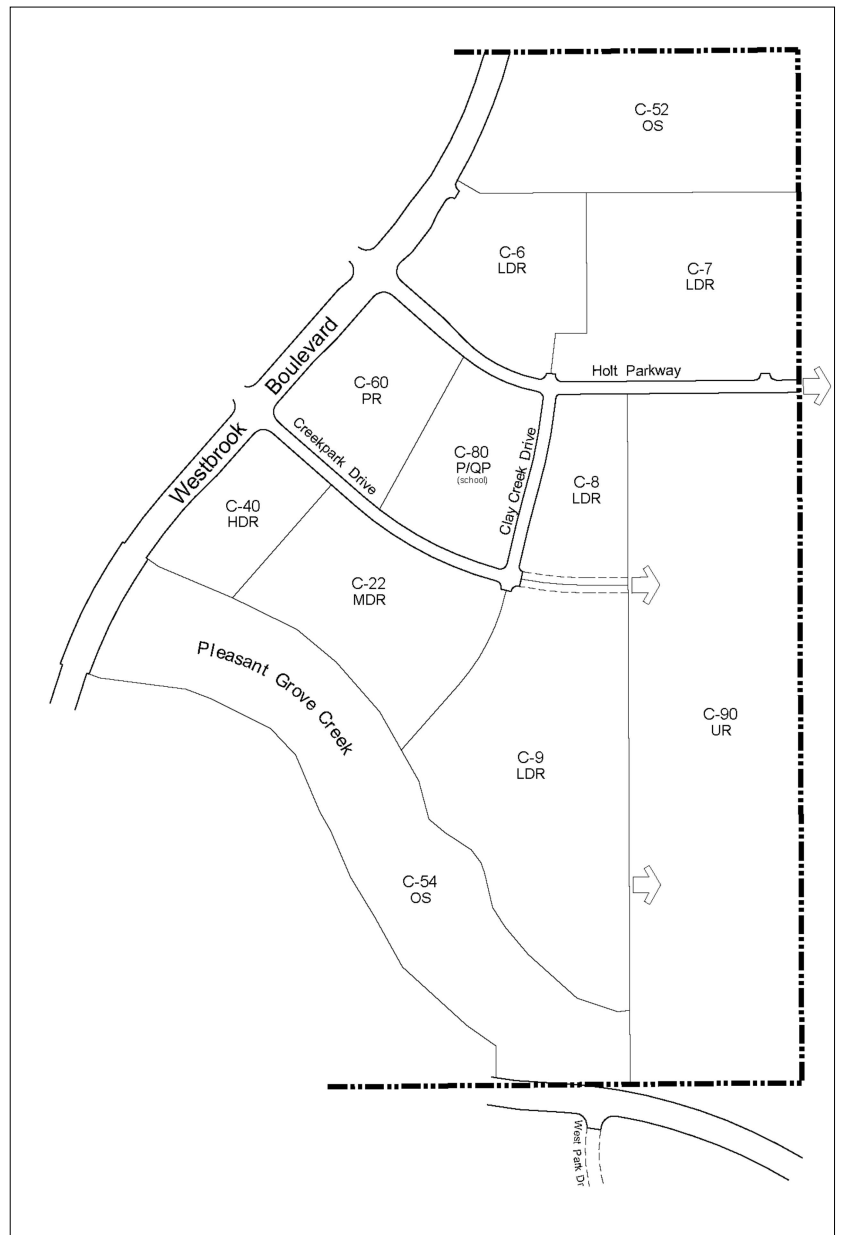 C-52
OS
C-6
LDR
C-7
LDR
Westbrook Boulevard
Holt Parkway
C-60
PR
Creekpark Drive
C-80
P/QP
(school)
Clay Creek Drive
C-8
LDR
C-40
HDR
C-22
MDR
Pleasant Grove Creek
C-90
UR
C-9
LDR
C-54
OS
West Park Dr